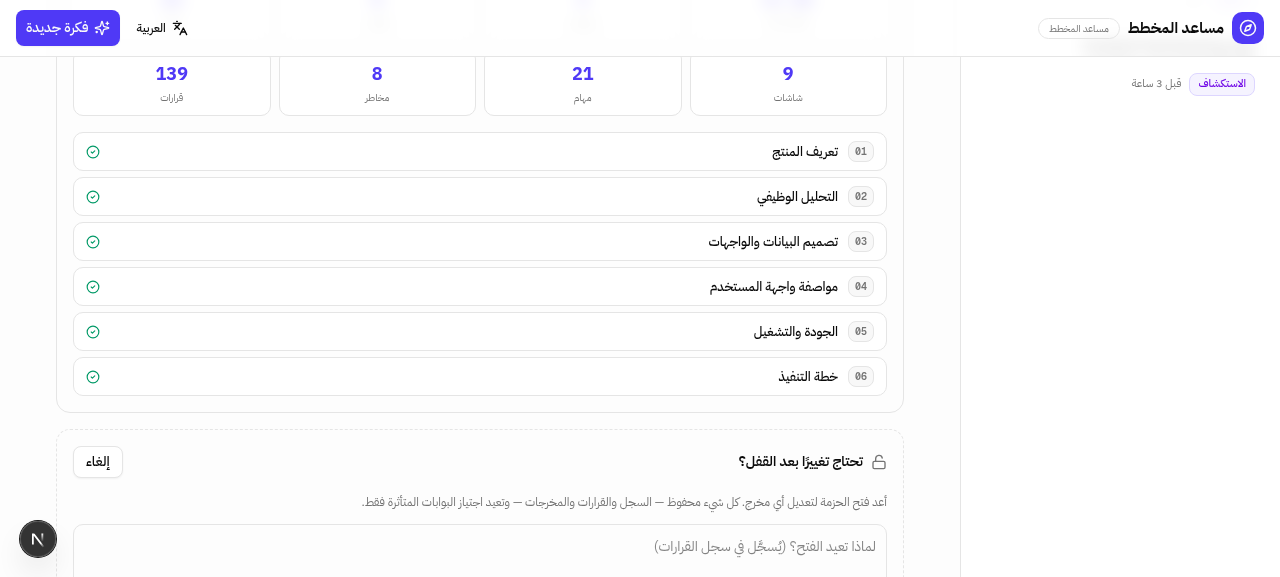 مساعد المخطط
مساعد المخطط
العربية
فكرة جديدة
الاستكشاف
قبل 3 ساعة
9
شاشات
21
مهام
8
مخاطر
139
قرارات
01 تعريف المنتج
02 التحليل الوظيفي
03 تصميم البيانات والواجهات
04 مواصفة واجهة المستخدم
05 الجودة والتشغيل
06 خطة التنفيذ
تحتاج تغييرًا بعد القفل؟
إلغاء
أعد فتح الحزمة لتعديل أي مخرج. كل شيء محفوظ — السجل والقرارات والمخرجات — وتعيد اجتياز البوابات المتأثرة فقط.
لماذا تعيد الفتح؟ (يُسجَّل في سجل القرارات)
N